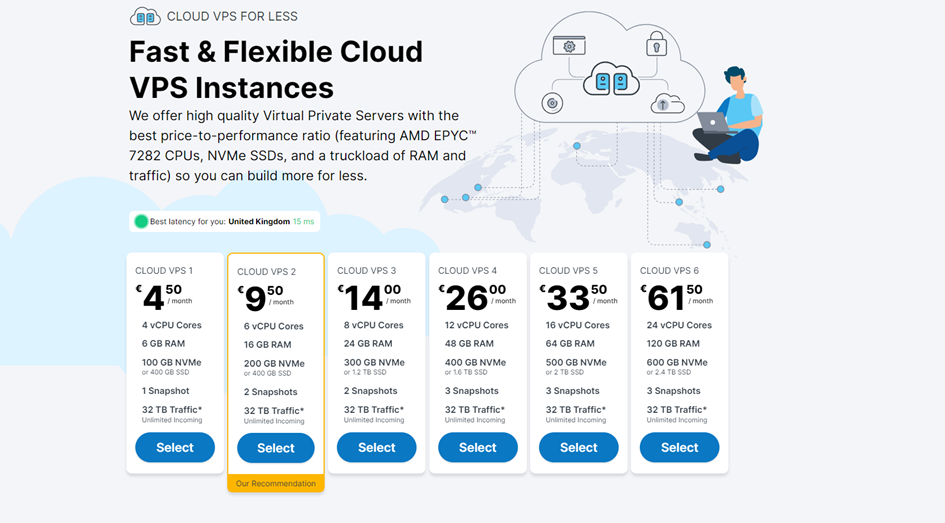 CLOUD VPS FOR LESS
Fast & Flexible Cloud
VPS Instances
We offer high quality Virtual Private Servers with the
best price-to-performance ratio (featuring AMD EPYC™
7282 CPUs, NVMe SSDs, and a truckload of RAM and
traffic) so you can build more for less.
Best latency for you: United Kingdom 15 ms
CLOUD VPS 1
€4 50 / month
4 vCPU Cores
6 GB RAM
100 GB NVMe
or 400 GB SSD
1 Snapshot
32 TB Traffic*
Unlimited Incoming
Select
CLOUD VPS 2
€9 50 / month
6 vCPU Cores
16 GB RAM
200 GB NVMe
or 400 GB SSD
2 Snapshots
32 TB Traffic*
Unlimited Incoming
Select
Our Recommendation
CLOUD VPS 3
€14 00 / month
8 vCPU Cores
24 GB RAM
300 GB NVMe
or 1.2 TB SSD
2 Snapshots
32 TB Traffic*
Unlimited Incoming
Select
CLOUD VPS 4
€26 00 / month
12 vCPU Cores
48 GB RAM
400 GB NVMe
or 1.6 TB SSD
3 Snapshots
32 TB Traffic*
Unlimited Incoming
Select
CLOUD VPS 5
€33 50 / month
16 vCPU Cores
64 GB RAM
500 GB NVMe
or 2 TB SSD
3 Snapshots
32 TB Traffic*
Unlimited Incoming
Select
CLOUD VPS 6
€61 50 / month
24 vCPU Cores
120 GB RAM
600 GB NVMe
or 2.4 TB SSD
3 Snapshots
32 TB Traffic*
Unlimited Incoming
Select